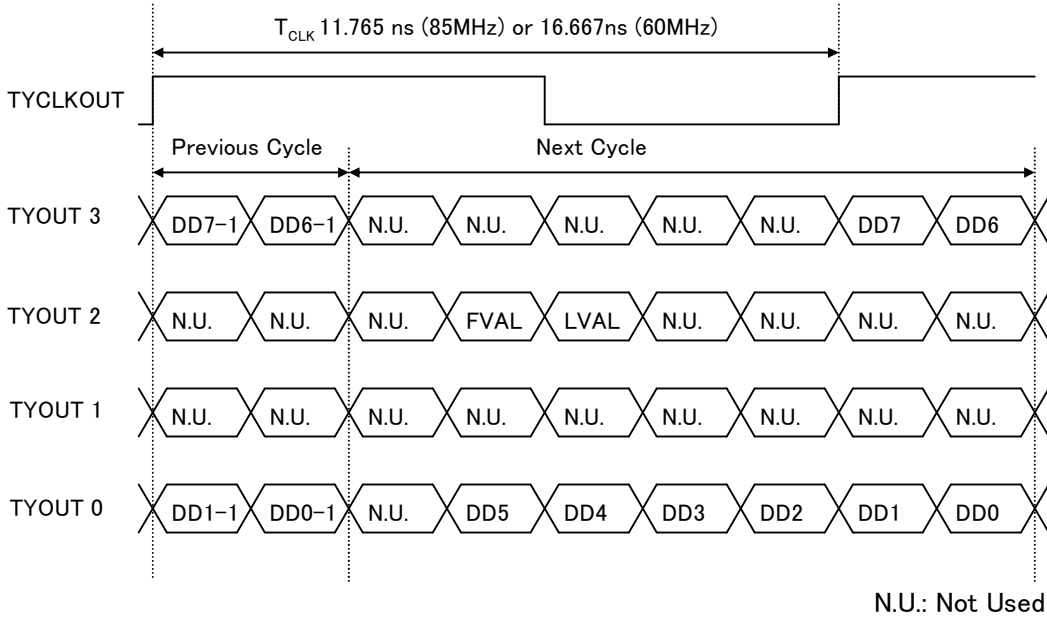 T_CLK 11.765 ns (85MHz) or 16.667ns (60MHz)
TYCLKOUT
Previous Cycle Next Cycle
TYOUT 3 DD7-1 DD6-1 N.U. N.U. N.U. N.U. N.U. DD7 DD6
TYOUT 2 N.U. N.U. N.U. FVAL LVAL N.U. N.U. N.U. N.U.
TYOUT 1 N.U. N.U. N.U. N.U. N.U. N.U. N.U. N.U. N.U.
TYOUT 0 DD1-1 DD0-1 N.U. DD5 DD4 DD3 DD2 DD1 DD0
N.U.: Not Used